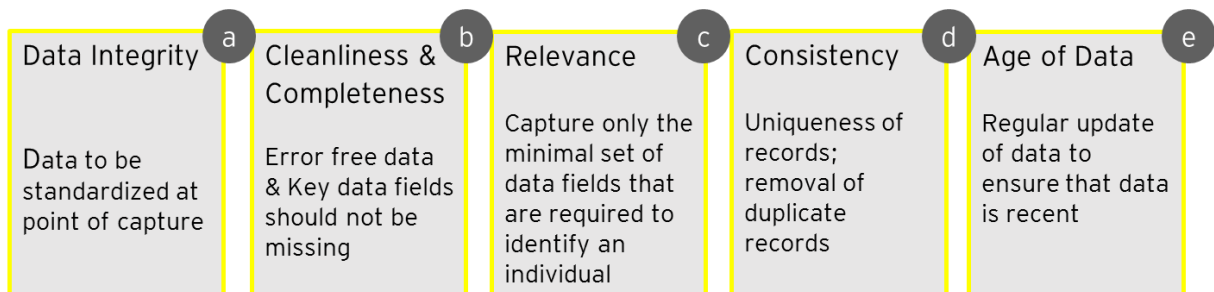 a
Data Integrity
Data to be
standardized at
point of capture
b
Cleanliness &
Completeness
Error free data
& Key data fields
should not be
missing
c
Relevance
Capture only the
minimal set of
data fields that
are required to
identify an
individual
d
Consistency
Uniqueness of
records;
removal of
duplicate
records
e
Age of Data
Regular update
of data to
ensure that data
is recent